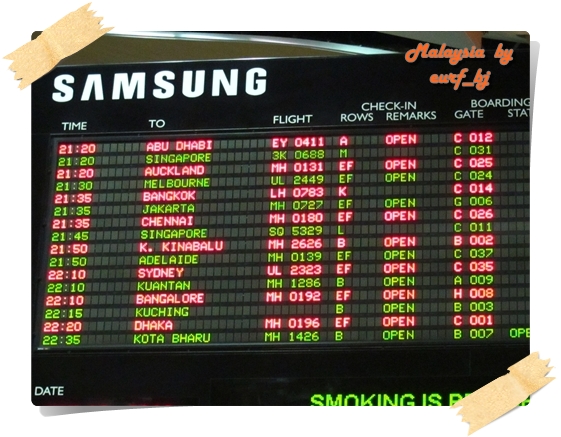 Malaysia by
eurf_kj
SAMSUNG
CHECK-IN BOARDING
TIME TO FLIGHT ROWS REMARKS GATE STAT
21:20 ABU DHABI EY 0411 A OPEN C 012
21:20 SINGAPORE 3K 0688 M C 031
21:20 AUCKLAND MH 0131 EF OPEN C 025
21:30 MELBOURNE UL 2449 EF OPEN C 024
21:35 BANGKOK LH 0783 K C 014
21:35 JAKARTA MH 0727 EF OPEN G 006
21:35 CHENNAI MH 0180 EF OPEN C 026
21:45 SINGAPORE SQ 5329 L C 011
21:50 K. KINABALU MH 2626 B OPEN B 002
21:50 ADELAIDE MH 0139 EF OPEN C 037
22:10 SYDNEY UL 2323 EF OPEN C 035
22:10 KUANTAN MH 1286 B OPEN A 009
22:10 BANGALORE MH 0192 EF OPEN H 008
22:15 KUCHING B OPEN B 003
22:20 DHAKA MH 0196 EF OPEN C 001
22:35 KOTA BHARU MH 1426 B OPEN B 007 OPE
DATE
SMOKING IS